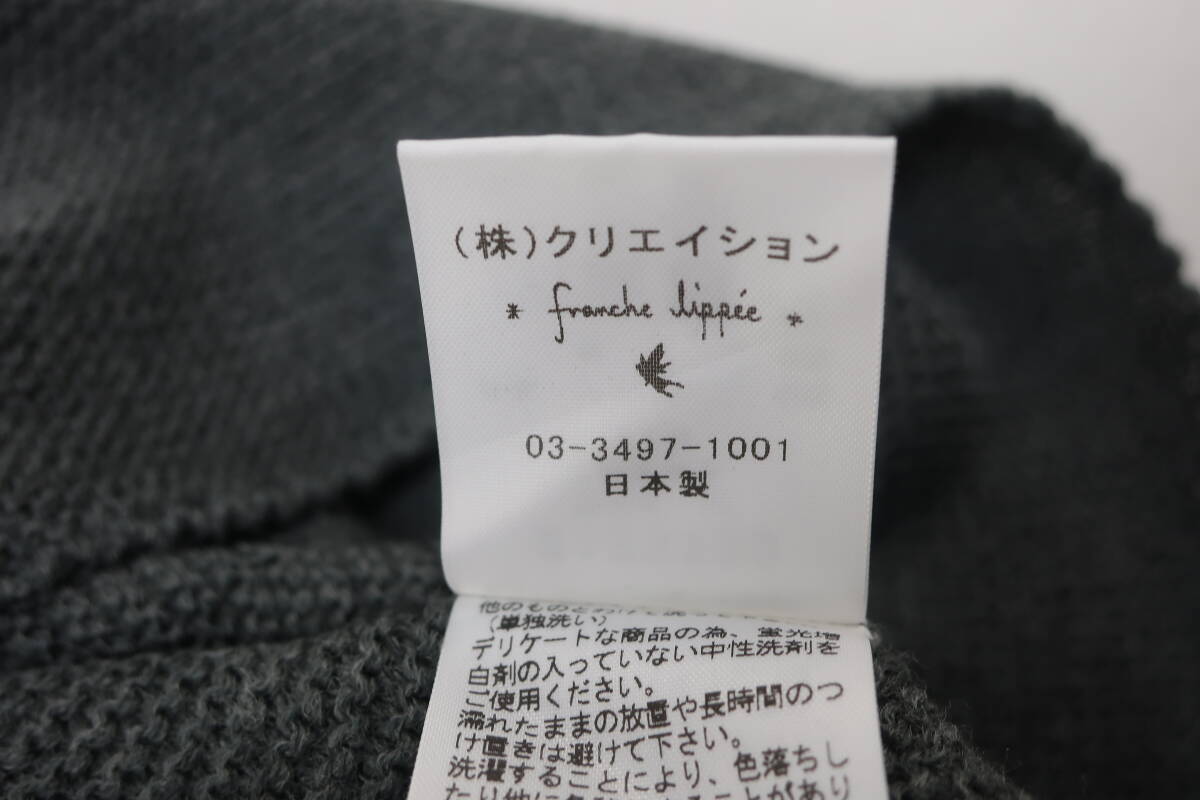 (株)クリエイション
* franche lippée *
03-3497-1001
日本製
(単独洗い)
デリケートな商品の為、蛍光増
白剤の入っていない中性洗剤を
ご使用ください。
濡れたままの放置や長時間のつ
け置きは避けて下さい。
洗濯することにより、色落ちし